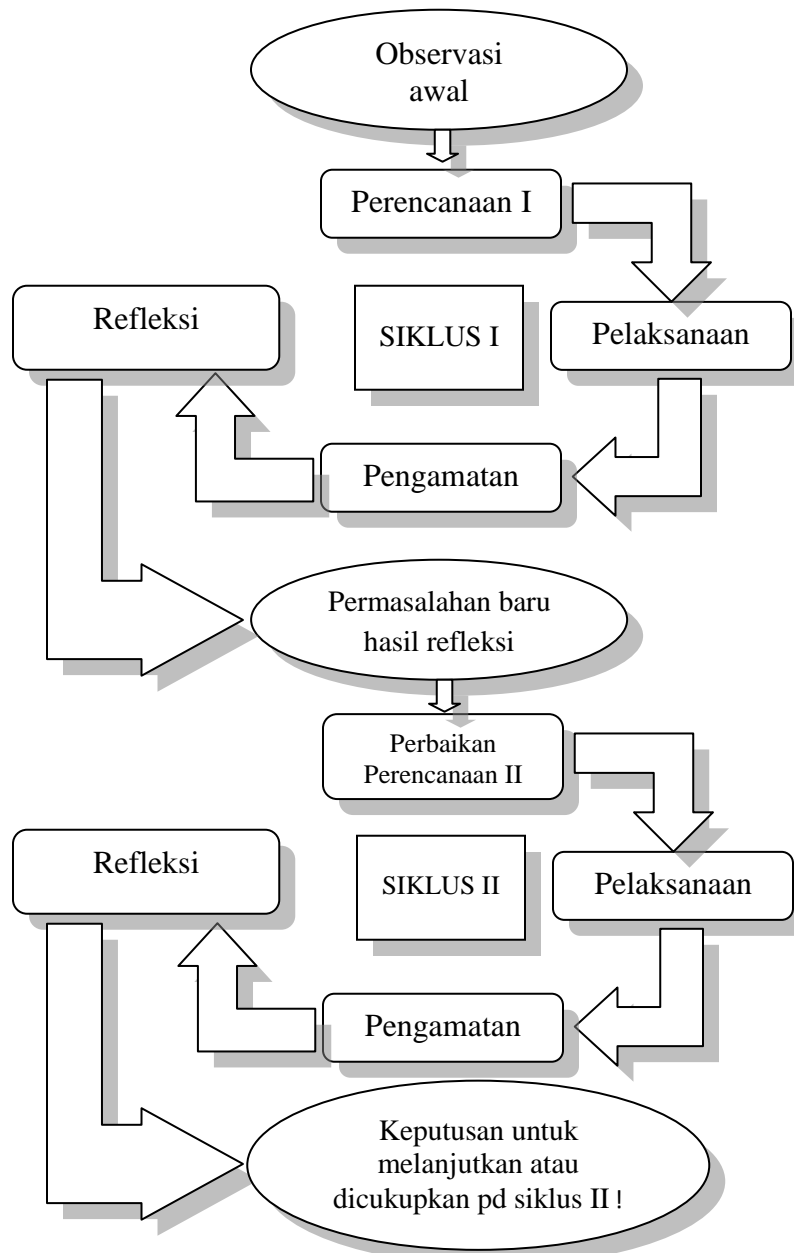 Observasi
awal
Perencanaan I
Refleksi
SIKLUS I
Pelaksanaan
Pengamatan
Permasalahan baru
hasil refleksi
Perbaikan
Perencanaan II
Refleksi
SIKLUS II
Pelaksanaan
Pengamatan
Keputusan untuk
melanjutkan atau
dicukupkan pd siklus II !